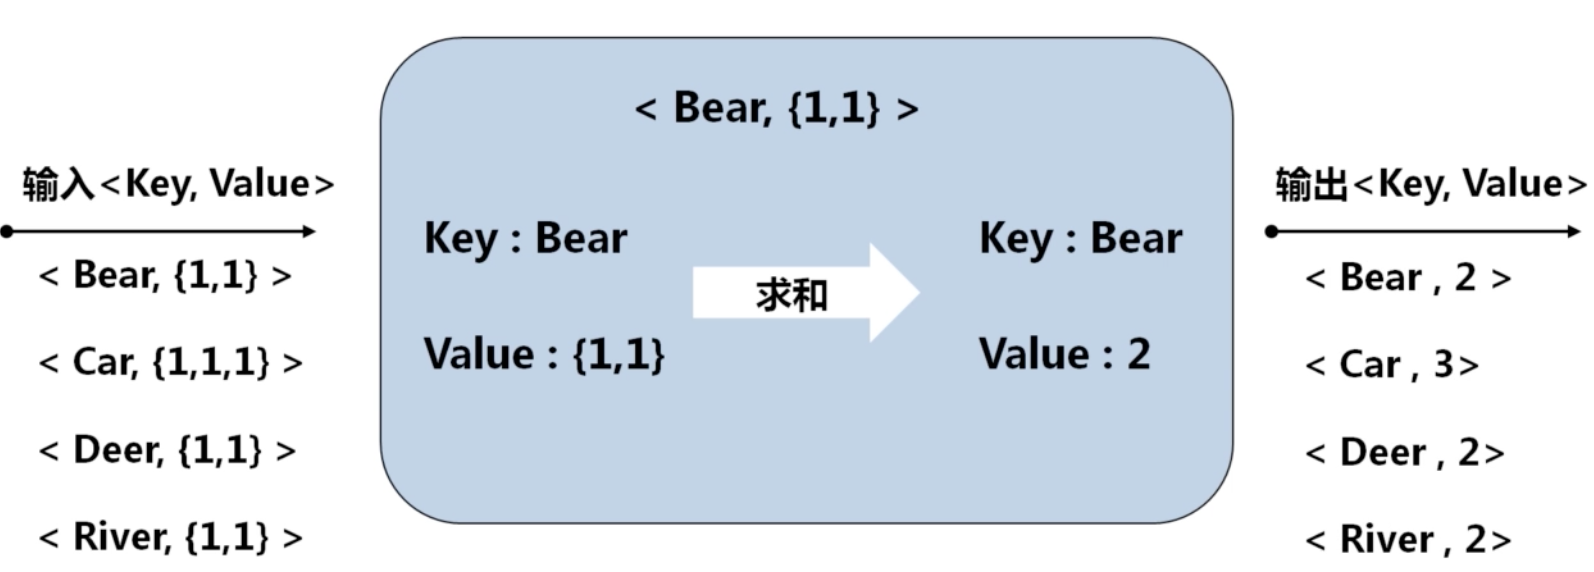 输入<Key, Value>
< Bear, {1,1} >
< Car, {1,1,1} >
< Deer, {1,1} >
< River, {1,1} >
< Bear, {1,1} >
Key : Bear
Value : {1,1}
求和
Key : Bear
Value : 2
输出<Key, Value>
< Bear , 2 >
< Car , 3>
< Deer , 2>
< River , 2>